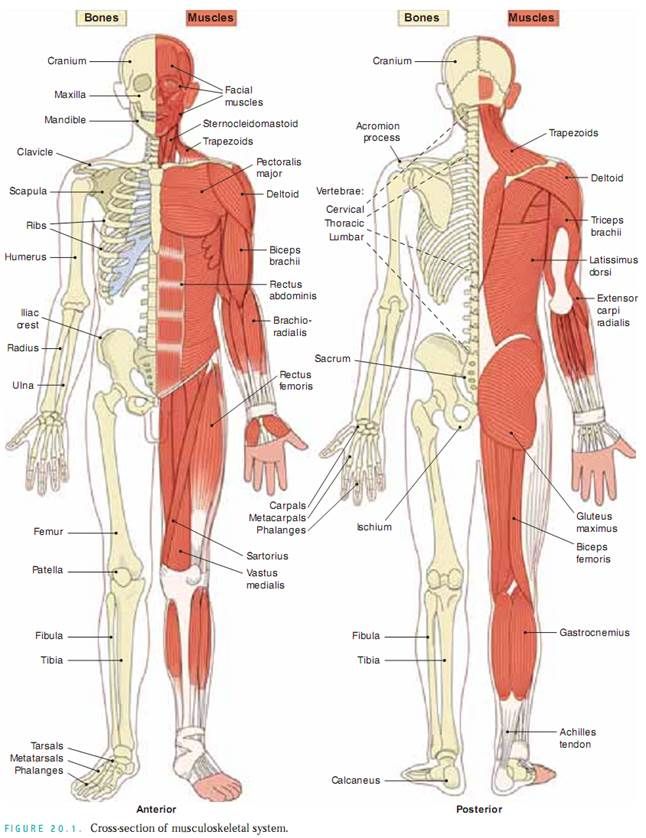 Bones
Muscles
Cranium
Maxilla
Mandible
Clavicle
Scapula
Ribs
Humerus
Iliac
crest
Radius
Ulna
Femur
Patella
Fibula
Tibia
Tarsals
Metatarsals
Phalanges
Facial
muscles
Sternocleidomastoid
Trapezoids
Pectoralis
major
Deltoid
Biceps
brachii
Rectus
abdominis
Brachio-
radialis
Rectus
femoris
Sartorius
Vastus
medialis
Anterior
Bones
Muscles
Cranium
Acromion
process
Vertebrae:
Cervical
Thoracic
Lumbar
Sacrum
Carpals
Metacarpals
Phalanges
Ischium
Fibula
Tibia
Calcaneus
Trapezoids
Deltoid
Triceps
brachii
Latissimus
dorsi
Extensor
carpi
radialis
Gluteus
maximus
Biceps
femoris
Gastrocnemius
Achilles
tendon
Posterior
FIGURE 20.1. Cross-section of musculoskeletal system.